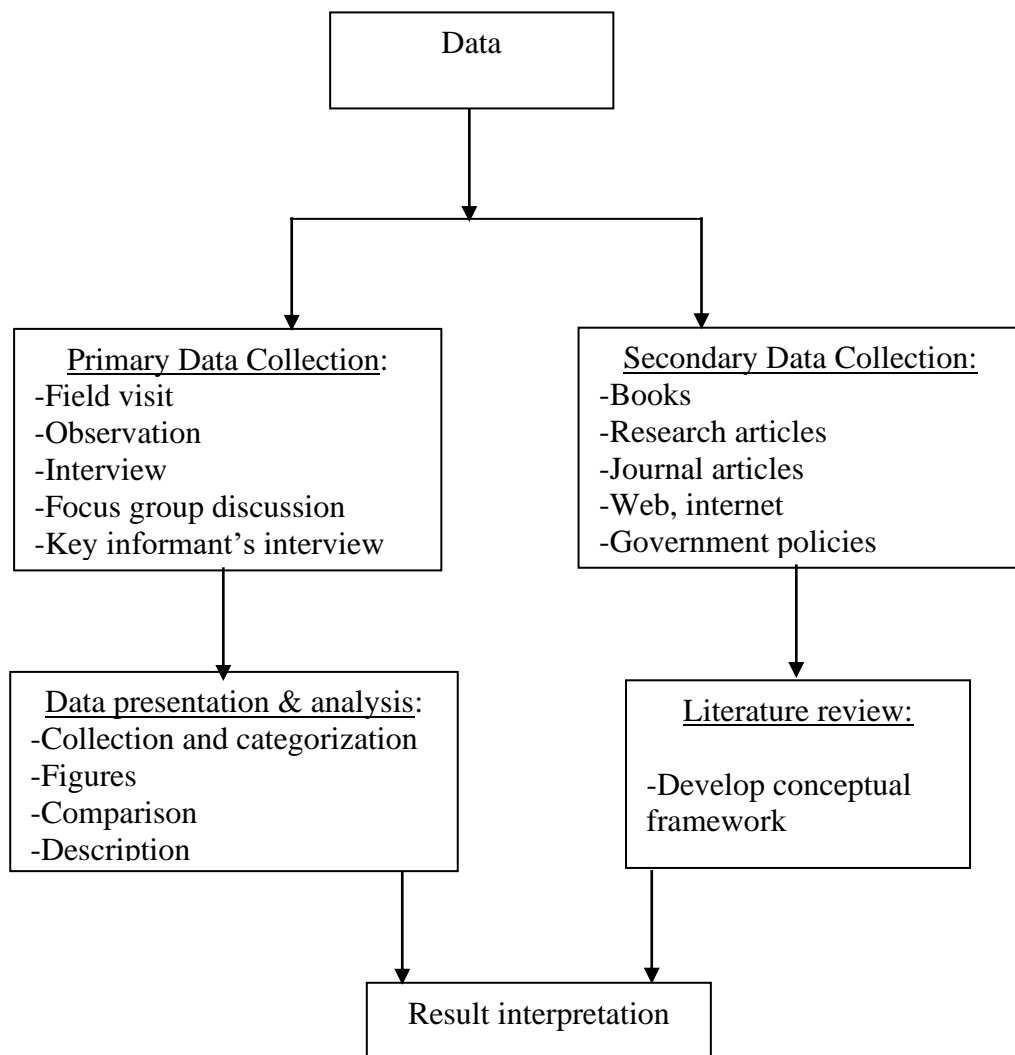 Data
Primary Data Collection:
-Field visit
-Observation
-Interview
-Focus group discussion
-Key informant’s interview
Secondary Data Collection:
-Books
-Research articles
-Journal articles
-Web, internet
-Government policies
Data presentation & analysis:
-Collection and categorization
-Figures
-Comparison
-Description
Literature review:
-Develop conceptual
framework
Result interpretation